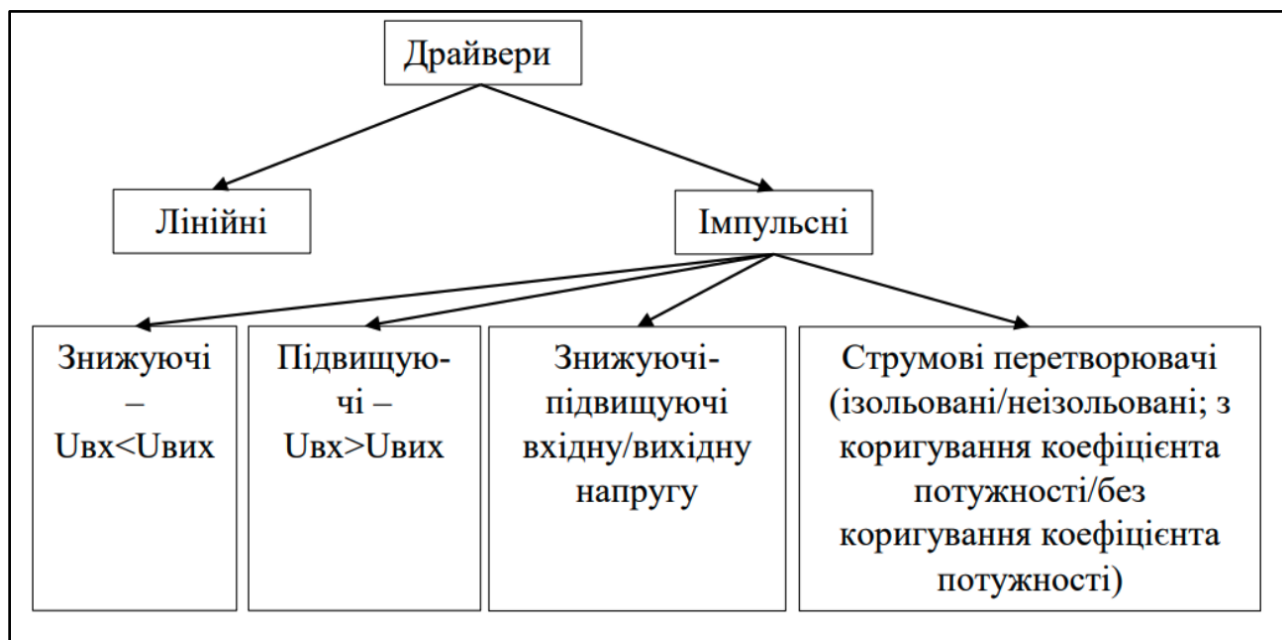 Драйвери
Лінійні
Імпульсні
Знижуючі
–
Uвх<Uвих
Підвищую-
чі –
Uвх>Uвих
Знижуючі-
підвищуючі
вхідну/вихідну
напругу
Струмові перетворювачі
(ізольовані/неізольовані; з
коригування коефіцієнта
потужності/без
коригування коефіцієнта
потужності)